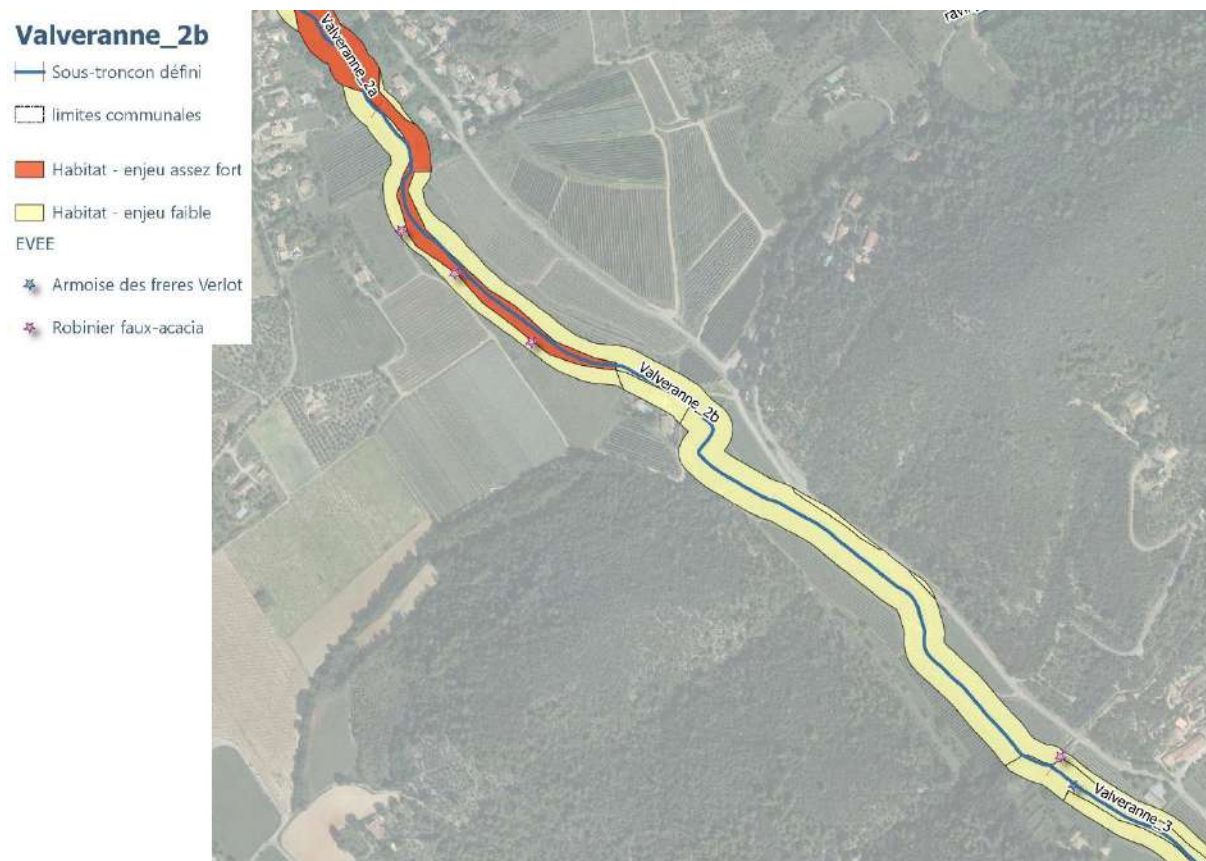 Valveranne_2b
Sous-troncon défini
limites communales
Habitat - enjeu assez fort
Habitat - enjeu faible
EVEE
Armoise des freres Verlot
Robinier faux-acacia
Valveranne_2a
Valveranne_2b
Valveranne_3